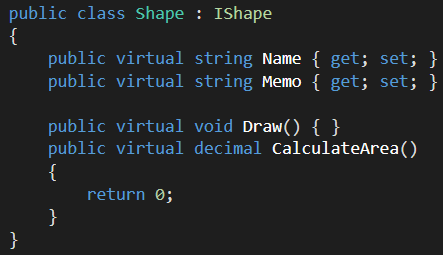 public class Shape : IShape
{
    public virtual string Name { get; set; }
    public virtual string Memo { get; set; }

    public virtual void Draw() { }
    public virtual decimal CalculateArea()
    {
        return 0;
    }
}